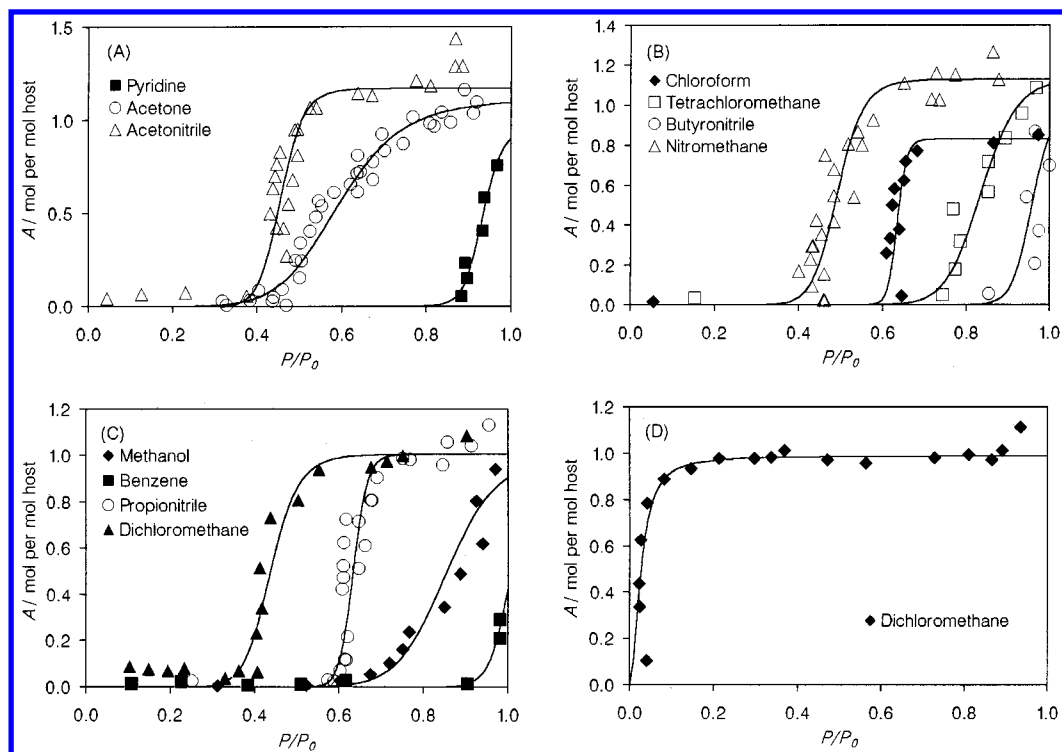 (A)
■ Pyridine
○ Acetone
△ Acetonitrile
A / mol per mol host
1.5
1.0
0.5
0.0
0.0 0.2 0.4 0.6 0.8 1.0
P/P₀
(B)
◆ Chloroform
□ Tetrachloromethane
○ Butyronitrile
△ Nitromethane
A / mol per mol host
1.4
1.2
1.0
0.8
0.6
0.4
0.2
0.0
0.0 0.2 0.4 0.6 0.8 1.0
P/P₀
(C)
◆ Methanol
■ Benzene
○ Propionitrile
▲ Dichloromethane
A / mol per mol host
1.2
1.0
0.8
0.6
0.4
0.2
0.0
0.0 0.2 0.4 0.6 0.8 1.0
P/P₀
(D)
◆ Dichloromethane
A / mol per mol host
1.2
1.0
0.8
0.6
0.4
0.2
0.0
0.0 0.2 0.4 0.6 0.8 1.0
P/P₀